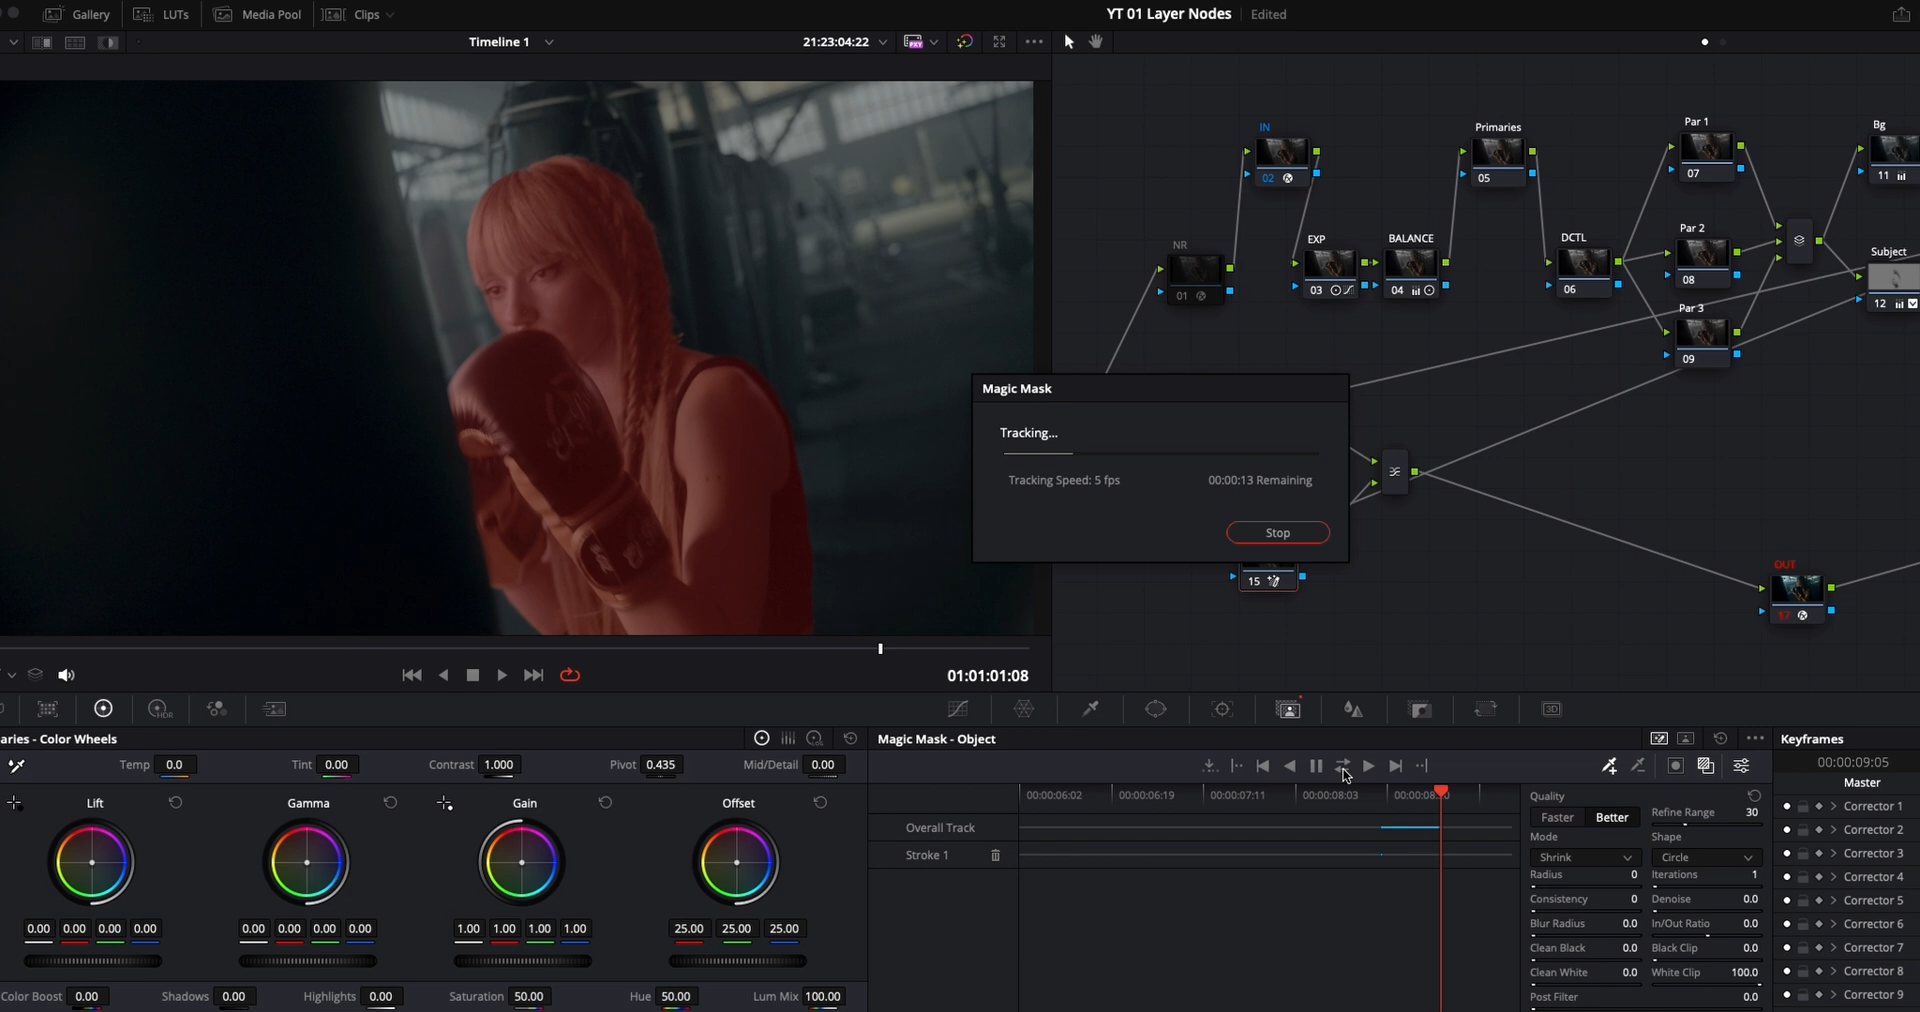 Gallery LUTs Media Pool Clips YT 01 Layer Nodes Edited
Timeline 1 21:23:04:22 PXY
IN
02
Primaries
05
Par 1
07
Bg
11
NR
01
EXP
03
BALANCE
04
DCTL
06
Par 2
08
Subject
12
Par 3
09
Magic Mask
Tracking...
Tracking Speed: 5 fps 00:00:13 Remaining
Stop
15
OUT
17
01:01:01:08
HDR
3D
aries - Color Wheels
LOG
Magic Mask - Object
Keyframes
Temp 0.0 Tint 0.00 Contrast 1.000 Pivot 0.435 Mid/Detail 0.00
00:00:09:05
Master
Lift Gamma Gain Offset
00:00:06:02 00:00:06:19 00:00:07:11 00:00:08:03
Overall Track
Stroke 1
Quality
Faster Better Refine Range 30
Mode Shape
Shrink Circle
Radius 0 Iterations 1
Consistency 0 Denoise 0.0
Blur Radius 0.0 In/Out Ratio 0.0
Clean Black 0.0 Black Clip 0.0
Clean White 0.0 White Clip 100.0
Post Filter 0.0
Corrector 1
Corrector 2
Corrector 3
Corrector 4
Corrector 5
Corrector 6
Corrector 7
Corrector 8
Corrector 9
0.00 0.00 0.00 0.00 0.00 0.00 0.00 0.00 1.00 1.00 1.00 1.00 25.00 25.00 25.00
Color Boost 0.00 Shadows 0.00 Highlights 0.00 Saturation 50.00 Hue 50.00 Lum Mix 100.00